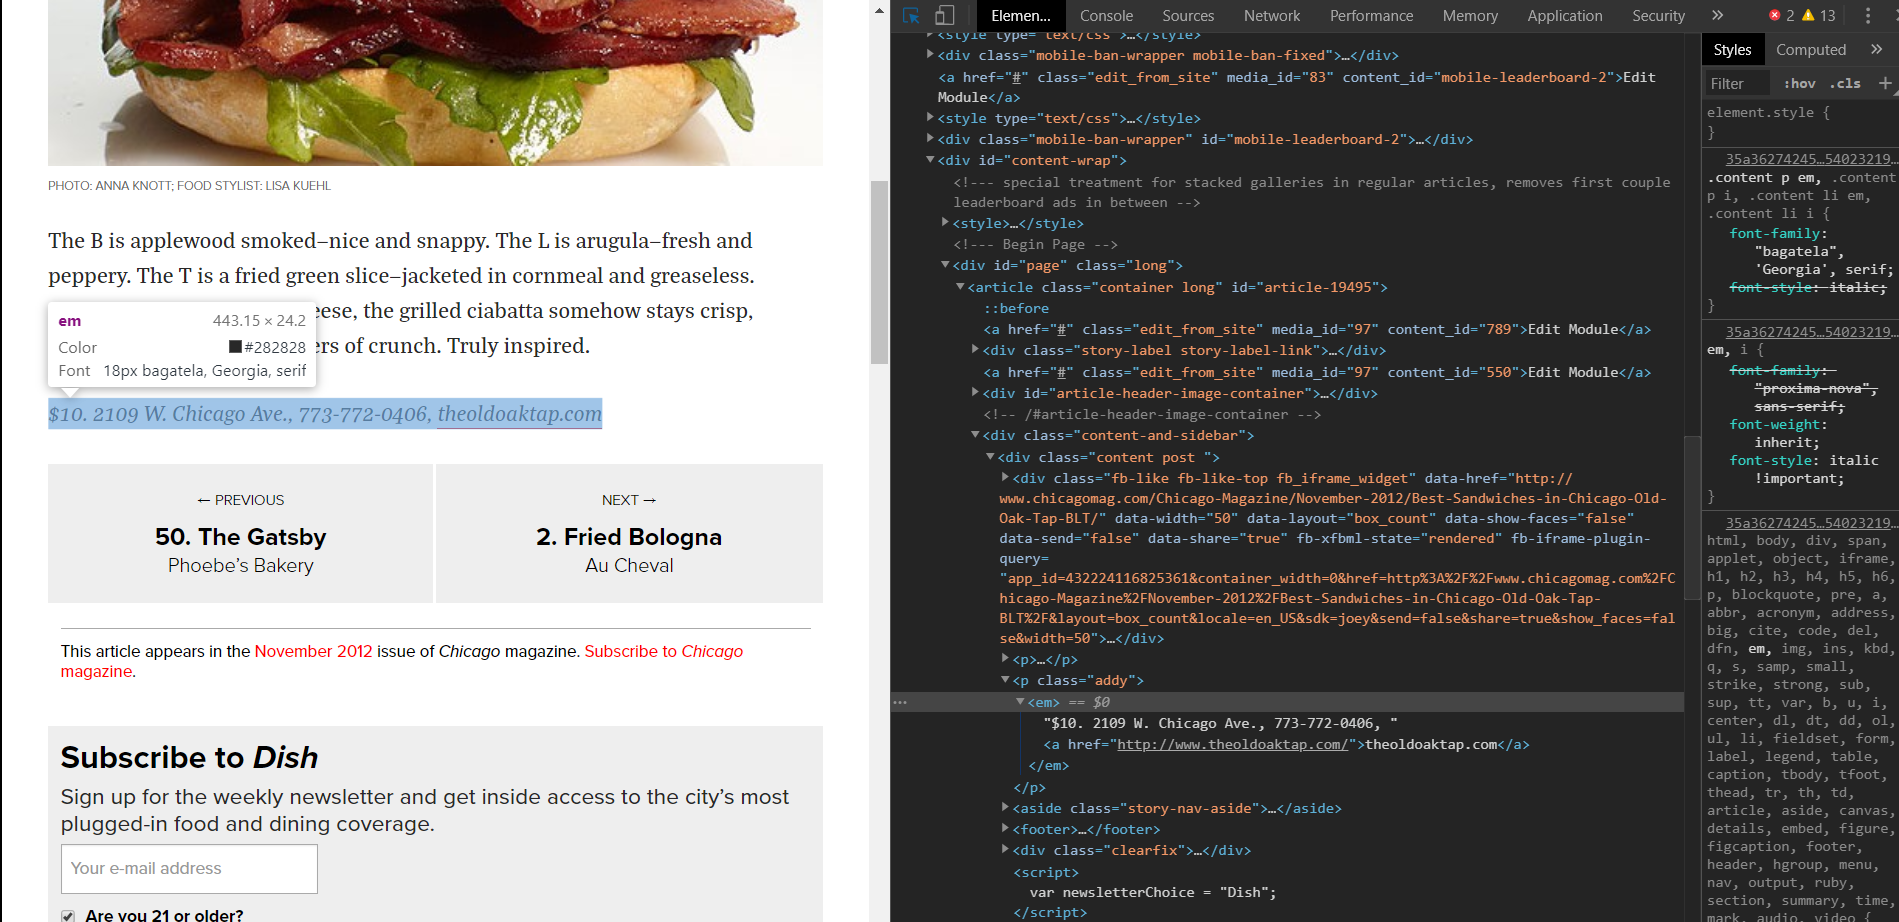 PHOTO: ANNA KNOTT; FOOD STYLIST: LISA KUEHL
The B is applewood smoked–nice and snappy. The L is arugula–fresh and
peppery. The T is a fried green slice–jacketed in cornmeal and greaseless.
eese, the grilled ciabatta somehow stays crisp,
ers of crunch. Truly inspired.
em 443.15 × 24.2
Color #282828
Font 18px bagatela, Georgia, serif
$10. 2109 W. Chicago Ave., 773-772-0406, theoldoaktap.com
← PREVIOUS
50. The Gatsby
Phoebe’s Bakery
NEXT →
2. Fried Bologna
Au Cheval
This article appears in the November 2012 issue of Chicago magazine. Subscribe to Chicago
magazine.
Subscribe to Dish
Sign up for the weekly newsletter and get inside access to the city’s most
plugged-in food and dining coverage.
Your e-mail address
Are you 21 or older?
Elemen... Console Sources Network Performance Memory Application Security » 2 13
<style type="text/css">…</style>
<div class="mobile-ban-wrapper mobile-ban-fixed">…</div>
<a href="#" class="edit_from_site" media_id="83" content_id="mobile-leaderboard-2">Edit
Module</a>
<style type="text/css">…</style>
<div class="mobile-ban-wrapper" id="mobile-leaderboard-2">…</div>
<div id="content-wrap">
<!--- special treatment for stacked galleries in regular articles, removes first couple
leaderboard ads in between -->
<style>…</style>
<!--- Begin Page -->
<div id="page" class="long">
<article class="container long" id="article-19495">
::before
<a href="#" class="edit_from_site" media_id="97" content_id="789">Edit Module</a>
<div class="story-label story-label-link">…</div>
<a href="#" class="edit_from_site" media_id="97" content_id="550">Edit Module</a>
<div id="article-header-image-container">…</div>
<!-- /#article-header-image-container -->
<div class="content-and-sidebar">
<div class="content post ">
<div class="fb-like fb-like-top fb_iframe_widget" data-href="http://
www.chicagomag.com/Chicago-Magazine/November-2012/Best-Sandwiches-in-Chicago-Old-
Oak-Tap-BLT/" data-width="50" data-layout="box_count" data-show-faces="false"
data-send="false" data-share="true" fb-xfbml-state="rendered" fb-iframe-plugin-
query=
"app_id=432224116825361&container_width=0&href=http%3A%2F%2Fwww.chicagomag.com%2FC
hicago-Magazine%2FNovember-2012%2FBest-Sandwiches-in-Chicago-Old-Oak-Tap-
BLT%2F&layout=box_count&locale=en_US&sdk=joey&send=false&share=true&show_faces=fal
se&width=50">…</div>
<p>…</p>
<p class="addy">
… <em> == $0
"$10. 2109 W. Chicago Ave., 773-772-0406, "
<a href="http://www.theoldoaktap.com/">theoldoaktap.com</a>
</em>
</p>
<aside class="story-nav-aside">…</aside>
<footer>…</footer>
<div class="clearfix">…</div>
<script>
var newsletterChoice = "Dish";
</script>
Styles Computed »
Filter :hov .cls +
element.style {
}
35a36274245…54023219…
.content p em, .content
p i, .content li em,
.content li i {
font-family:
"bagatela",
'Georgia', serif;
font-style: italic;
}
35a36274245…54023219…
em, i {
font-family:
"proxima-nova",
sans-serif;
font-weight:
inherit;
font-style: italic
!important;
}
35a36274245…54023219…
html, body, div, span,
applet, object, iframe,
h1, h2, h3, h4, h5, h6,
p, blockquote, pre, a,
abbr, acronym, address,
big, cite, code, del,
dfn, em, img, ins, kbd,
q, s, samp, small,
strike, strong, sub,
sup, tt, var, b, u, i,
center, dl, dt, dd, ol,
ul, li, fieldset, form,
label, legend, table,
caption, tbody, tfoot,
thead, tr, th, td,
article, aside, canvas,
details, embed, figure,
figcaption, footer,
header, hgroup, menu,
nav, output, ruby,
section, summary, time,
mark, audio, video {